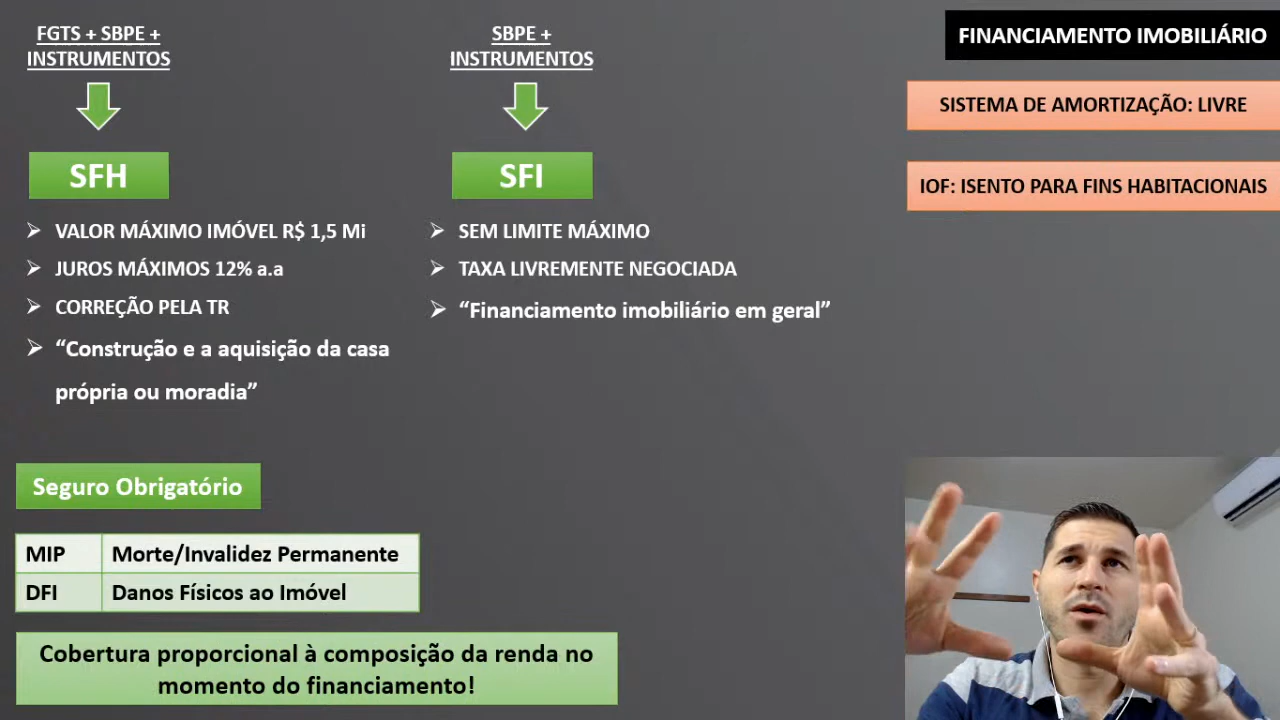 FGTS + SBPE +
INSTRUMENTOS
SFH
VALOR MÁXIMO IMÓVEL R$ 1,5 Mi
JUROS MÁXIMOS 12% a.a
CORREÇÃO PELA TR
“Construção e a aquisição da casa
própria ou moradia”
SBPE +
INSTRUMENTOS
SFI
SEM LIMITE MÁXIMO
TAXA LIVREMENTE NEGOCIADA
“Financiamento imobiliário em geral”
FINANCIAMENTO IMOBILIÁRIO
SISTEMA DE AMORTIZAÇÃO: LIVRE
IOF: ISENTO PARA FINS HABITACIONAIS
Seguro Obrigatório
MIP Morte/Invalidez Permanente
DFI Danos Físicos ao Imóvel
Cobertura proporcional à composição da renda no
momento do financiamento!